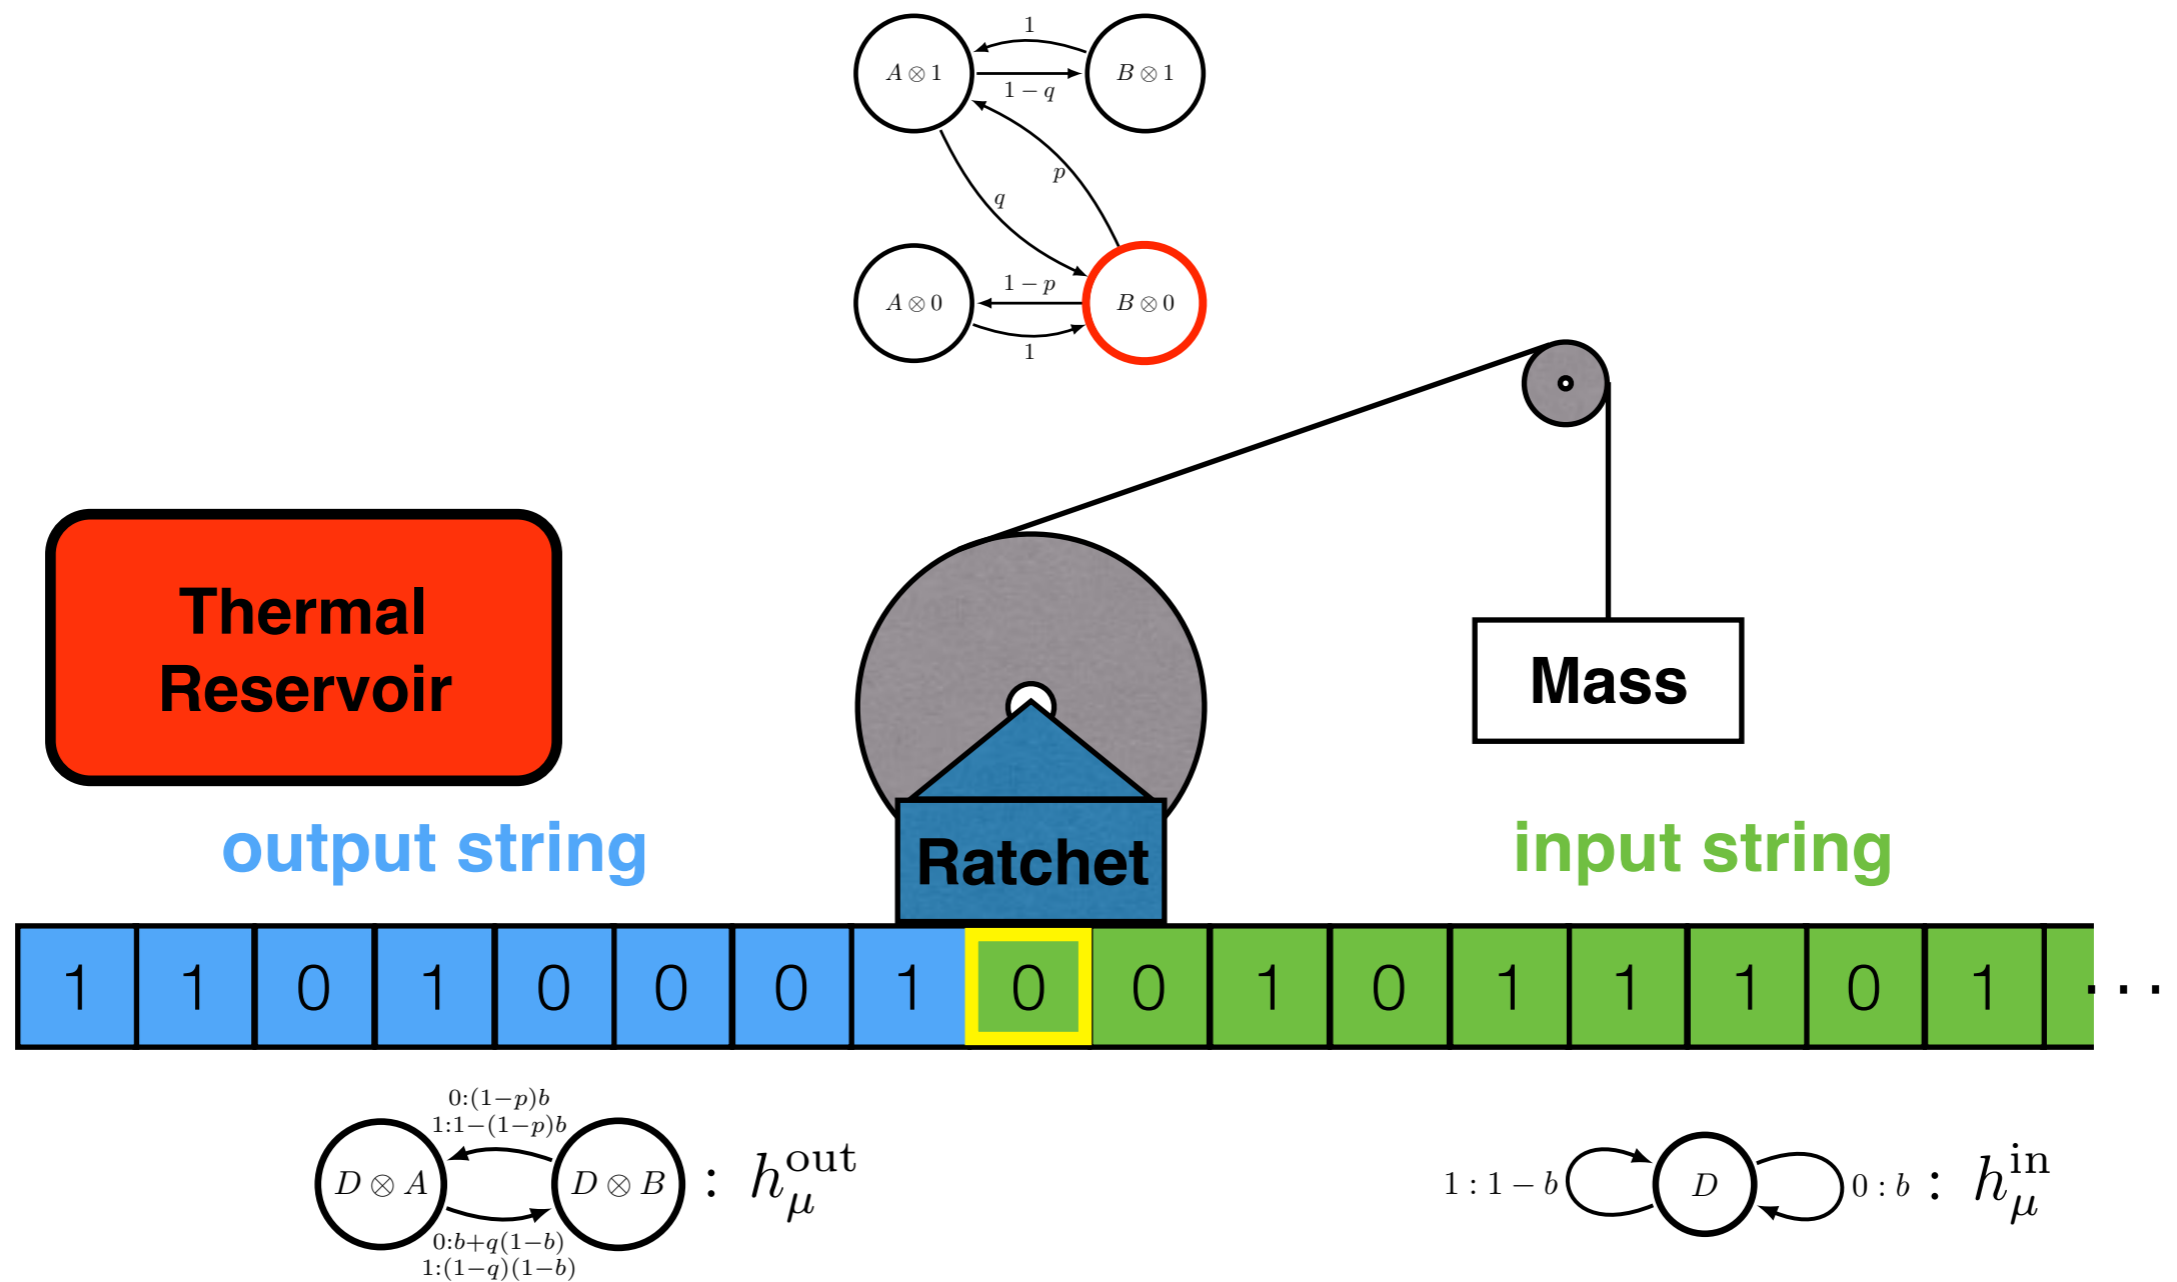 1
A ⊗ 1
B ⊗ 1
1 − q
p
q
1 − p
A ⊗ 0
B ⊗ 0
1
Thermal
Reservoir
Mass
output string
Ratchet
input string
1 1 0 1 0 0 0 1 0 0 1 0 1 1 1 0 1 ...
0:(1−p)b
1:1−(1−p)b
D ⊗ A
D ⊗ B
: h_μ^out
0:b+q(1−b)
1:(1−q)(1−b)
1 : 1 − b
D
0 : b
: h_μ^in